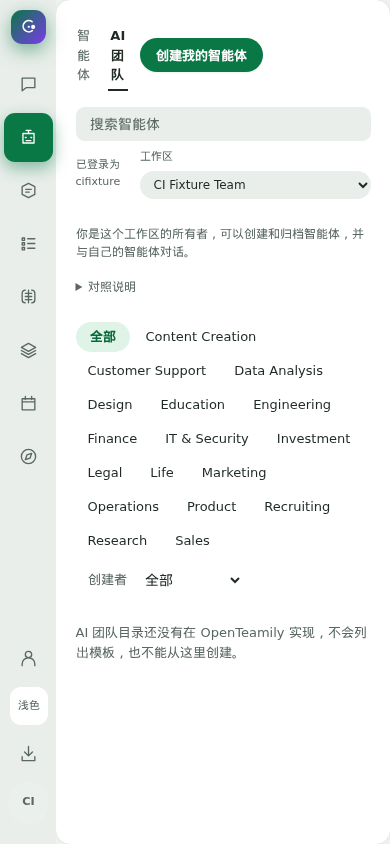 智能体
AI 团队
创建我的智能体
搜索智能体
已登录为 cifixture
工作区
CI Fixture Team
你是这个工作区的所有者，可以创建和归档智能体，并
与自己的智能体对话。
对照说明
全部 Content Creation
Customer Support Data Analysis
Design Education Engineering
Finance IT & Security Investment
Legal Life Marketing
Operations Product Recruiting
Research Sales
创建者 全部
AI 团队目录还没有在 OpenTeamily 实现，不会列
出模板，也不能从这里创建。
浅色
CI